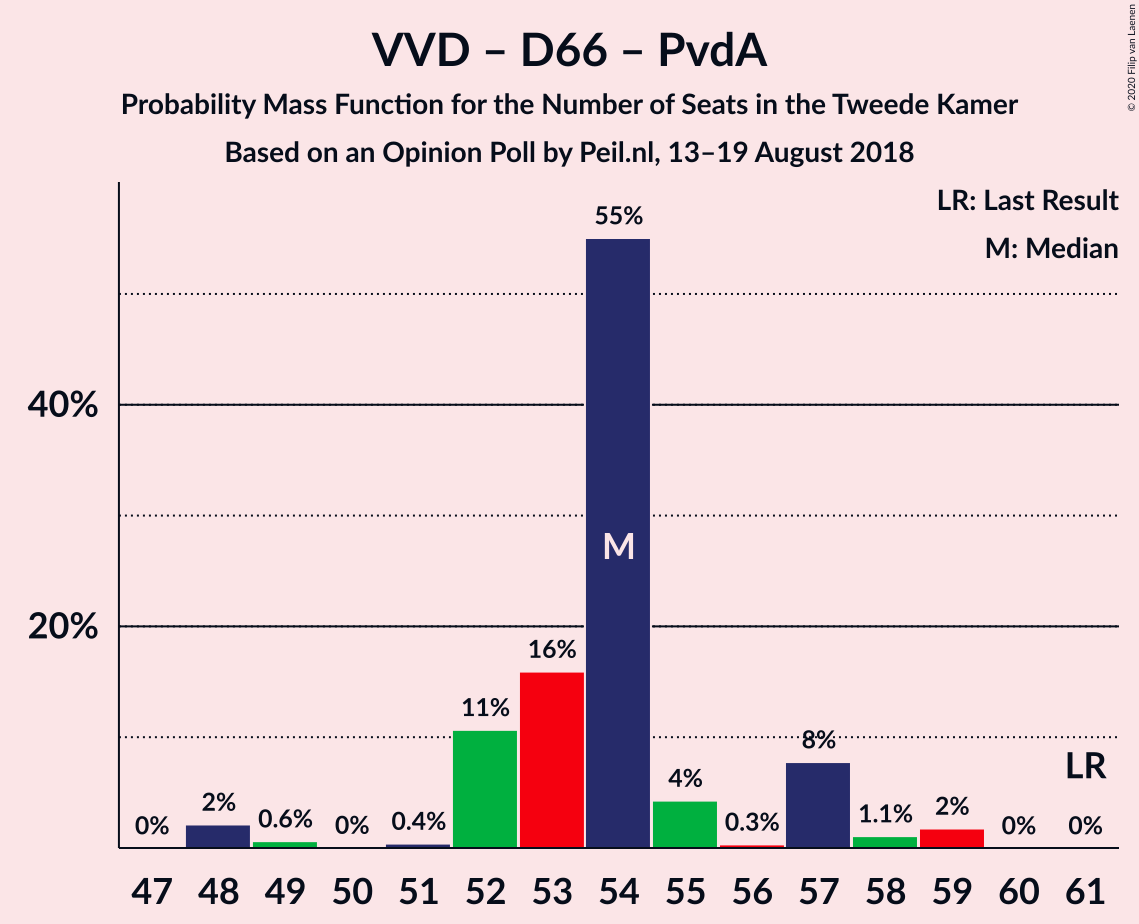 VVD – D66 – PvdA
Probability Mass Function for the Number of Seats in the Tweede Kamer
Based on an Opinion Poll by Peil.nl, 13–19 August 2018
© 2020 Filip van Laenen
LR: Last Result
M: Median
55%
40%
M
20%
16%
11%
8%
LR
4%
2%
2%
1.1%
0.6%
0.4%
0.3%
0%
0%
0%
0%
47 48 49 50 51 52 53 54 55 56 57 58 59 60 61